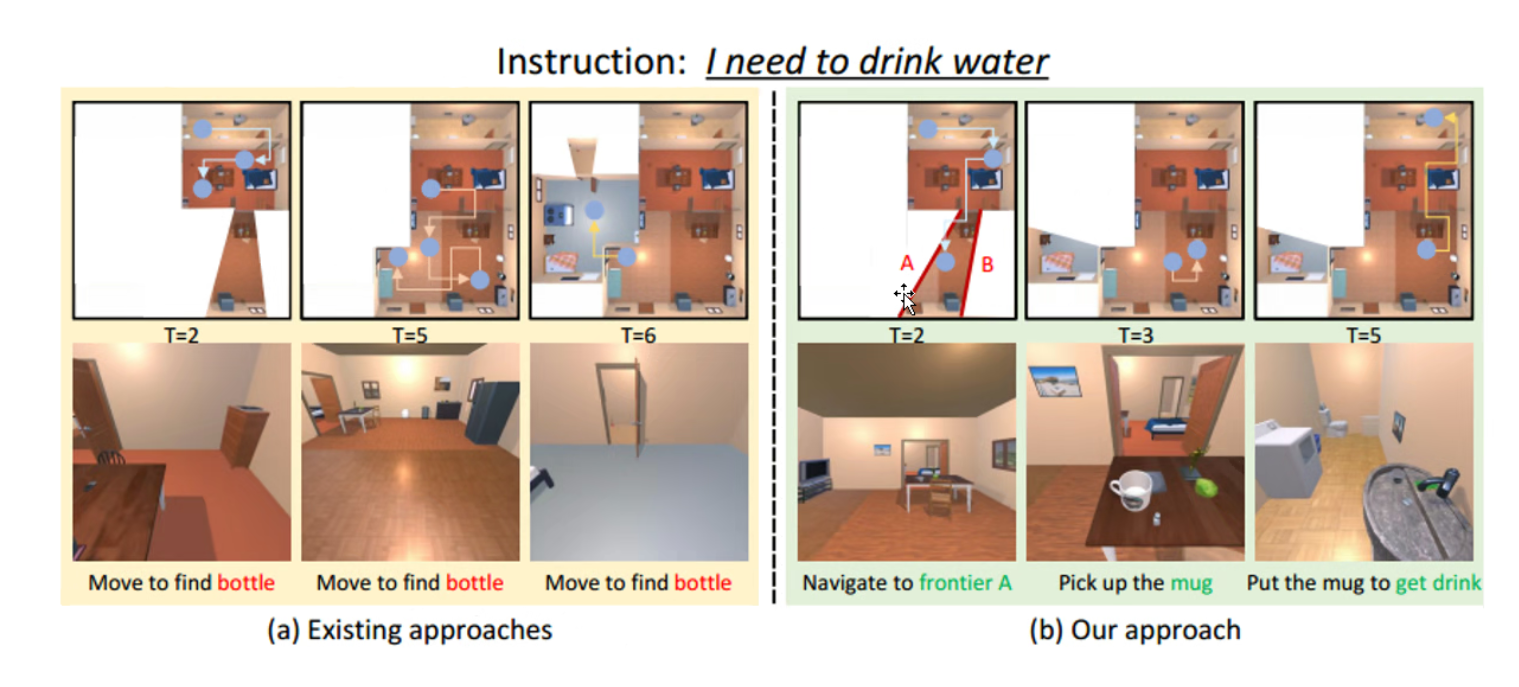 Instruction: I need to drink water
A
B
T=2
T=5
T=6
T=2
T=3
T=5
Move to find bottle
Move to find bottle
Move to find bottle
Navigate to frontier A
Pick up the mug
Put the mug to get drink
(a) Existing approaches
(b) Our approach